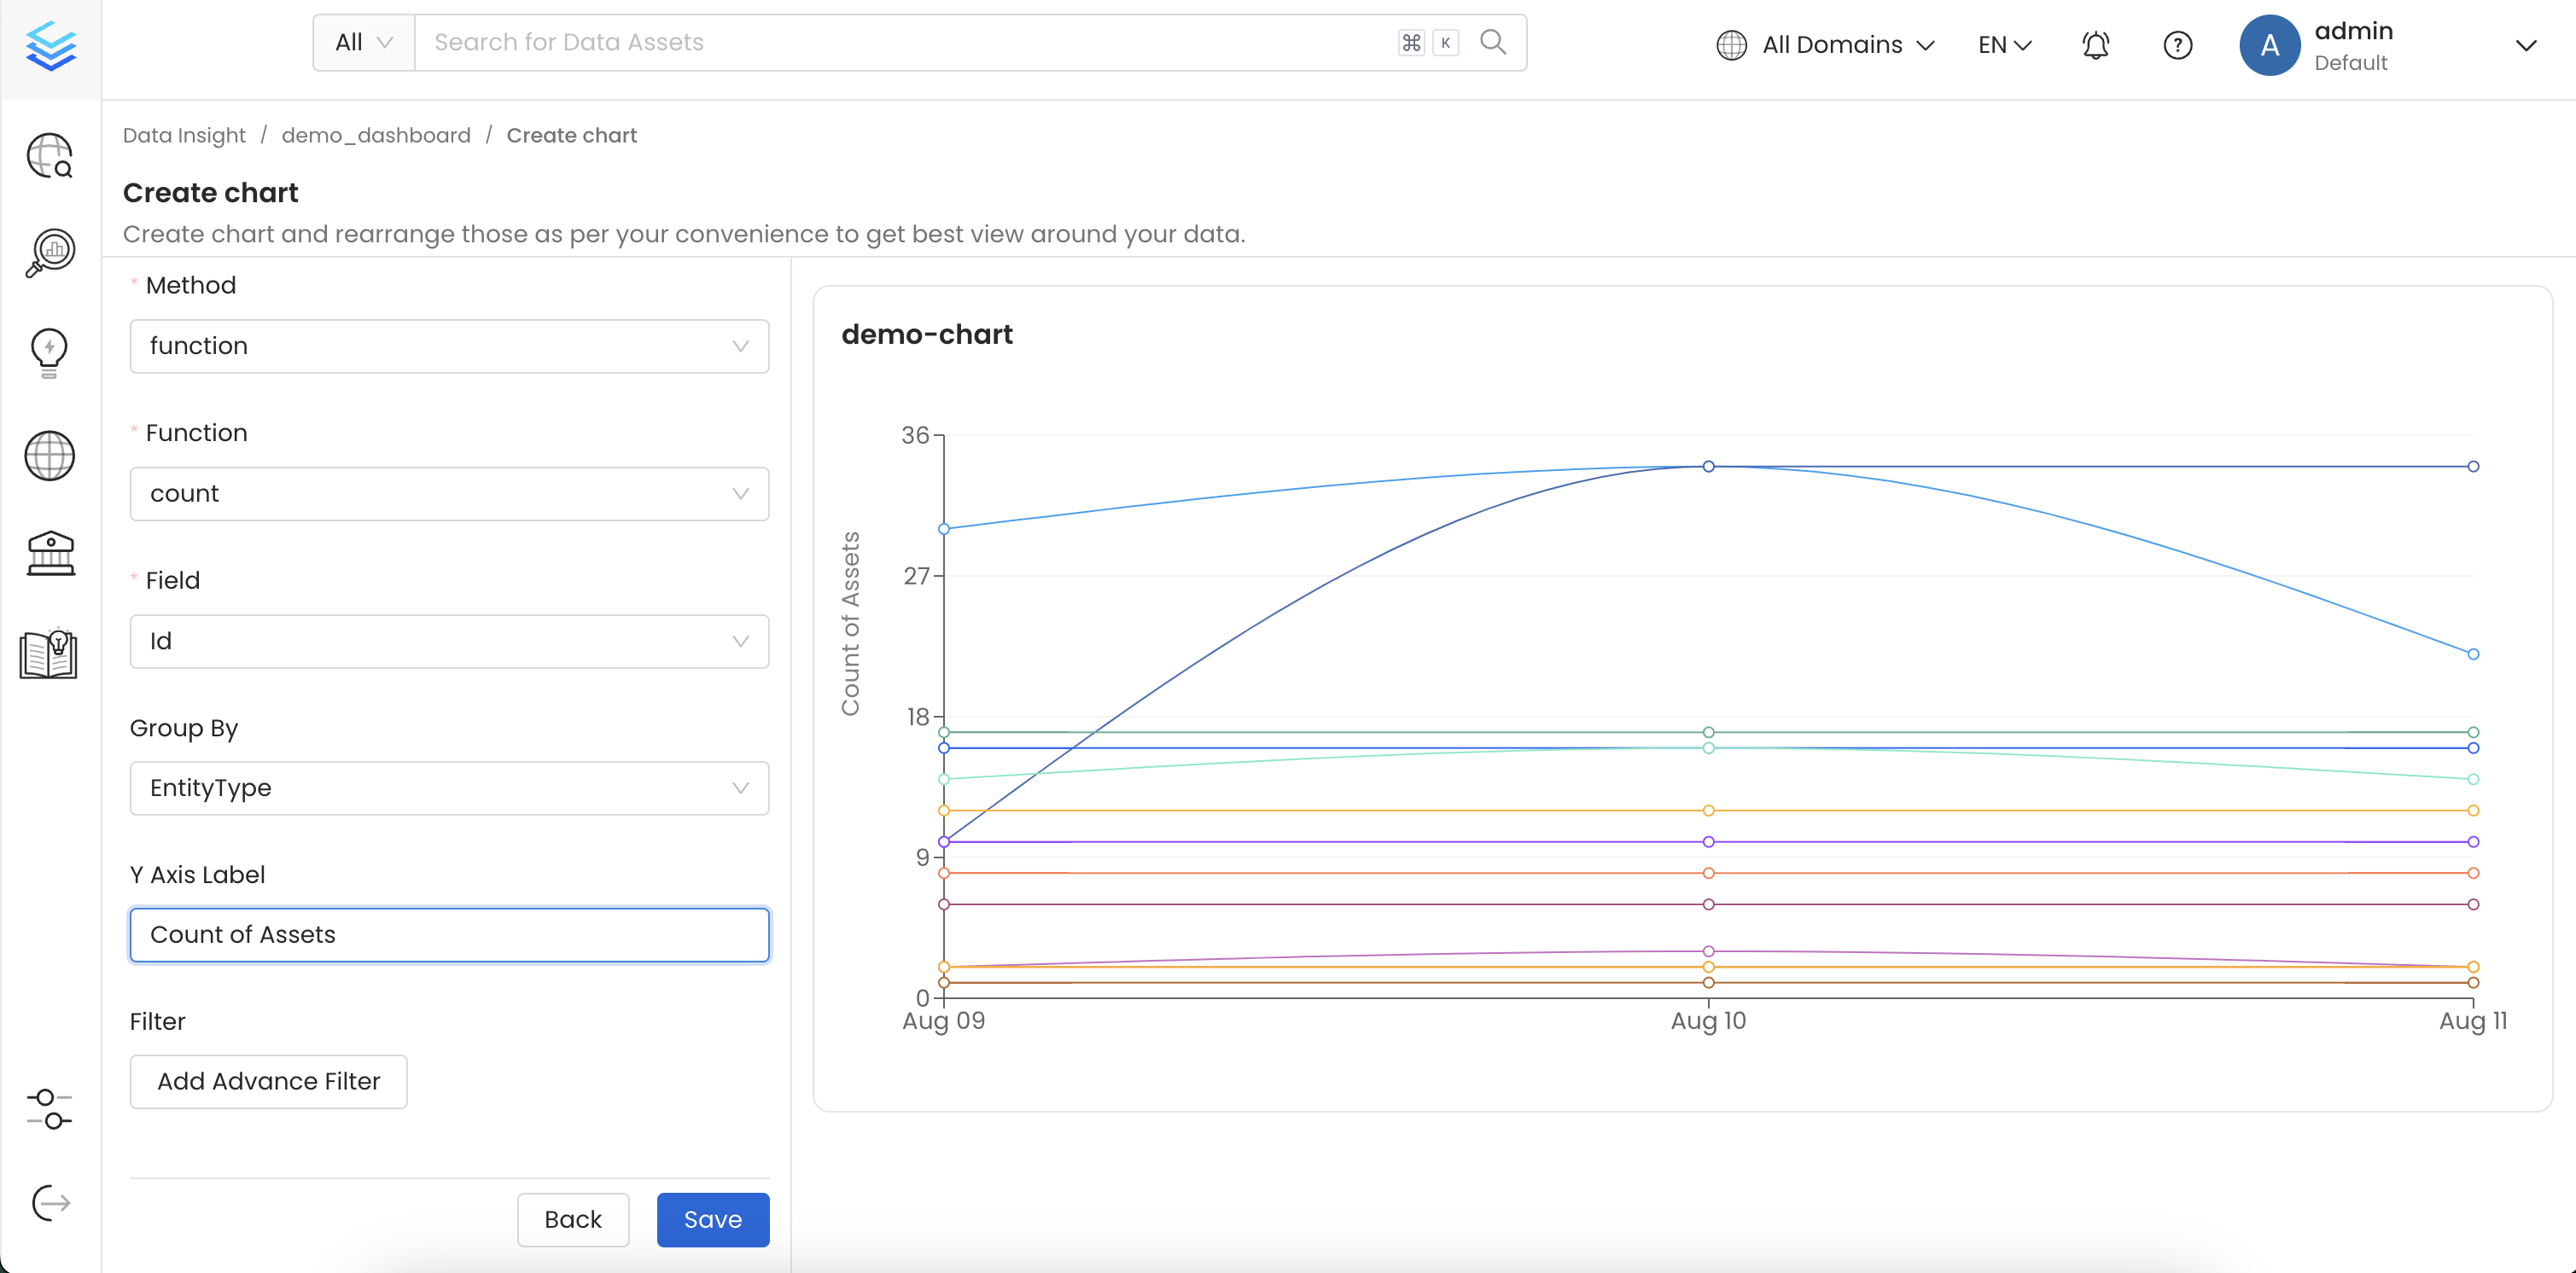 All
Search for Data Assets
⌘ K
All Domains
EN
?
A
admin
Default
Data Insight / demo_dashboard / Create chart
Create chart
Create chart and rearrange those as per your convenience to get best view around your data.
* Method
function
* Function
count
* Field
Id
Group By
EntityType
Y Axis Label
Count of Assets
Filter
Add Advance Filter
Back
Save
demo-chart
Count of Assets
36
27
18
9
0
Aug 09
Aug 10
Aug 11